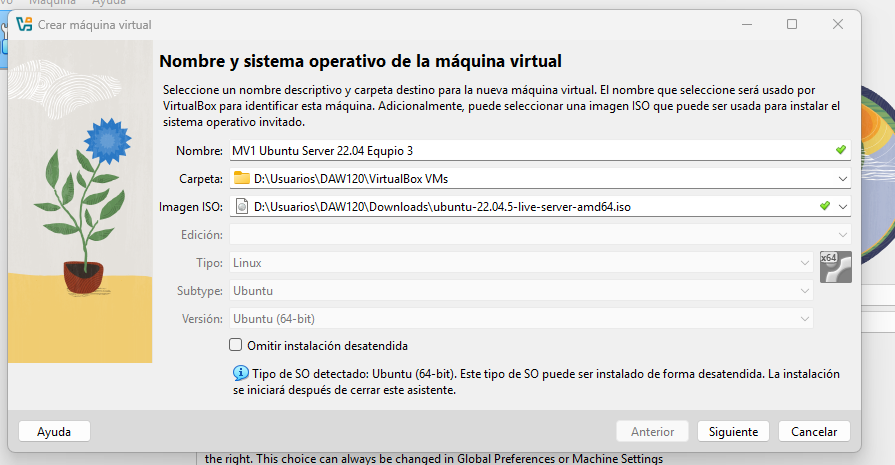 Máquina Ayuda
Crear máquina virtual
Nombre y sistema operativo de la máquina virtual
Seleccione un nombre descriptivo y carpeta destino para la nueva máquina virtual. El nombre que seleccione será usado por
VirtualBox para identificar esta máquina. Adicionalmente, puede seleccionar una imagen ISO que puede ser usada para instalar el
sistema operativo invitado.
Nombre: MV1 Ubuntu Server 22.04 Equpio 3
Carpeta: D:\Usuarios\DAW120\VirtualBox VMs
Imagen ISO: D:\Usuarios\DAW120\Downloads\ubuntu-22.04.5-live-server-amd64.iso
Edición:
Tipo: Linux
x64
Subtype: Ubuntu
Versión: Ubuntu (64-bit)
Omitir instalación desatendida
Tipo de SO detectado: Ubuntu (64-bit). Este tipo de SO puede ser instalado de forma desatendida. La instalación
se iniciará después de cerrar este asistente.
Ayuda Anterior Siguiente Cancelar
the right. This choice can always be changed in Global Preferences or Machine Settings